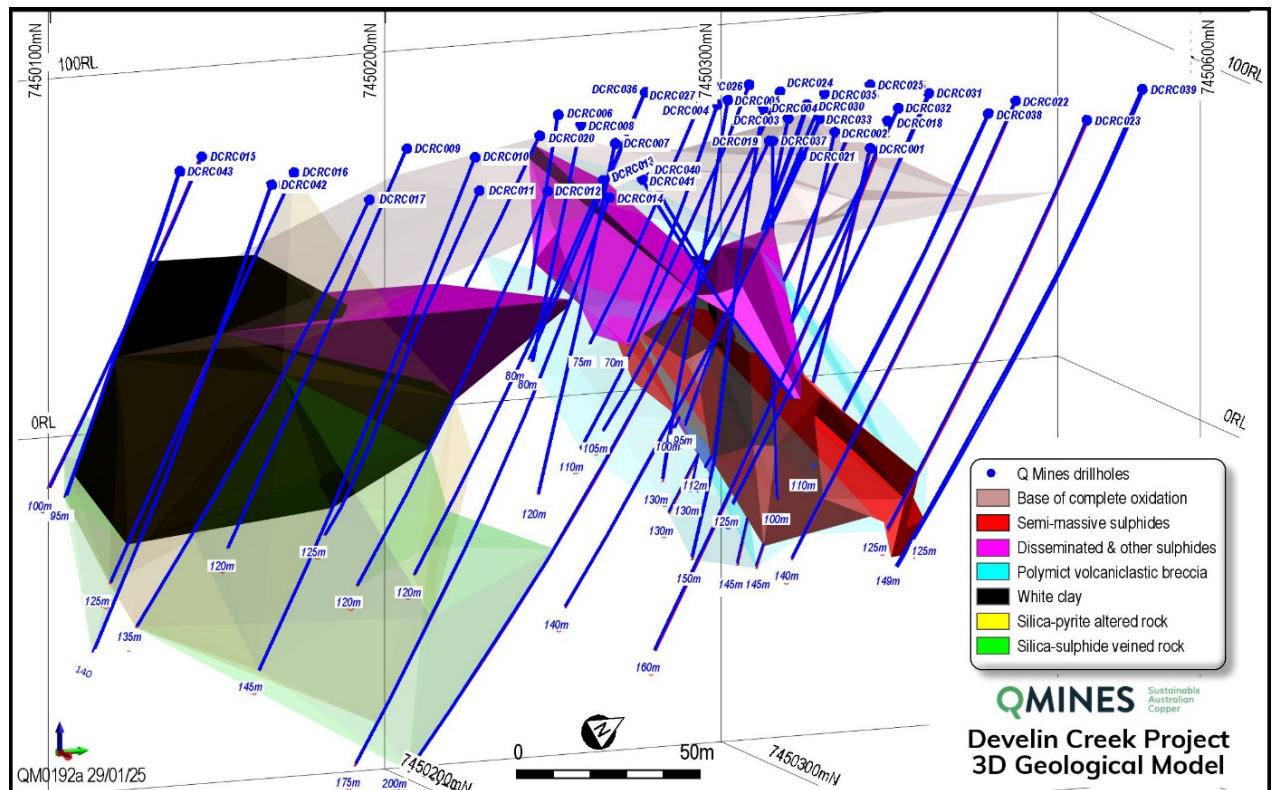 7450100mN
7450200mN
7450300mN
7450600mN
100RL
100RL
DCRC036
DCRC027
DCRC004
026
DCRC005
DCRC024
DCRC004
DCRC035
DCRC030
DCRC025
DCRC031
DCRC022
DCRC039
DCRC006
DCRC008
DCRC020
DCRC007
DCRC003
DCRC033
DCRC032
DCRC018
DCRC038
DCRC023
DCRC002
DCRC015
DCRC043
DCRC009
DCRC010
DCRC019
DCRC037
DCRC021
DCRC001
DCRC016
DCRC042
DCRC013
DCRC040
DCRC041
DCRC017
DCRC011
DCRC012
DCRC014
0RL
0RL
75m
70m
80m
80m
105m
110m
100m
95m
100m
95m
112m
110m
130m
130m
130m
120m
125m
100m
125m
125m
120m
125m
150m
145m
145m
140m
149m
125m
120m
120m
135m
140m
140
145m
160m
175m
200m
Q Mines drillholes
Base of complete oxidation
Semi-massive sulphides
Disseminated & other sulphides
Polymict volcaniclastic breccia
White clay
Silica-pyrite altered rock
Silica-sulphide veined rock
QMINES
Sustainable
Australian
Copper
Develin Creek Project
3D Geological Model
N
0
50m
7450200mN
7450300mN
QM0192a 29/01/25